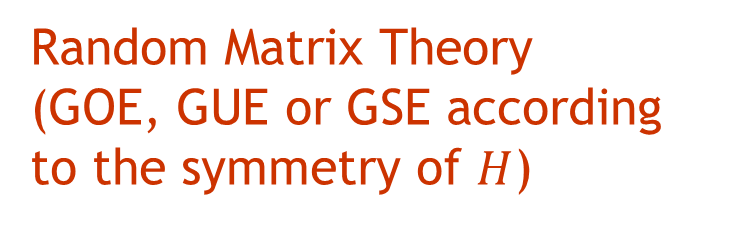 Random Matrix Theory
(GOE, GUE or GSE according
to the symmetry of H)